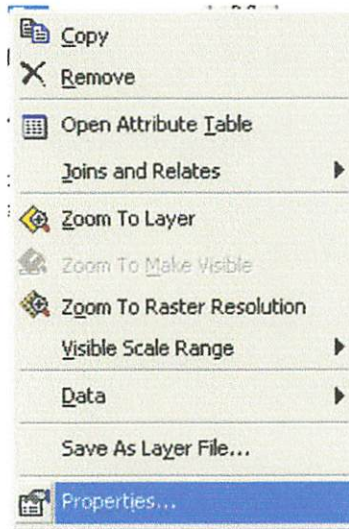 Copy
Remove
Open Attribute Table
Joins and Relates
Zoom To Layer
Zoom To Make Visible
Zoom To Raster Resolution
Visible Scale Range
Data
Save As Layer File...
Properties...